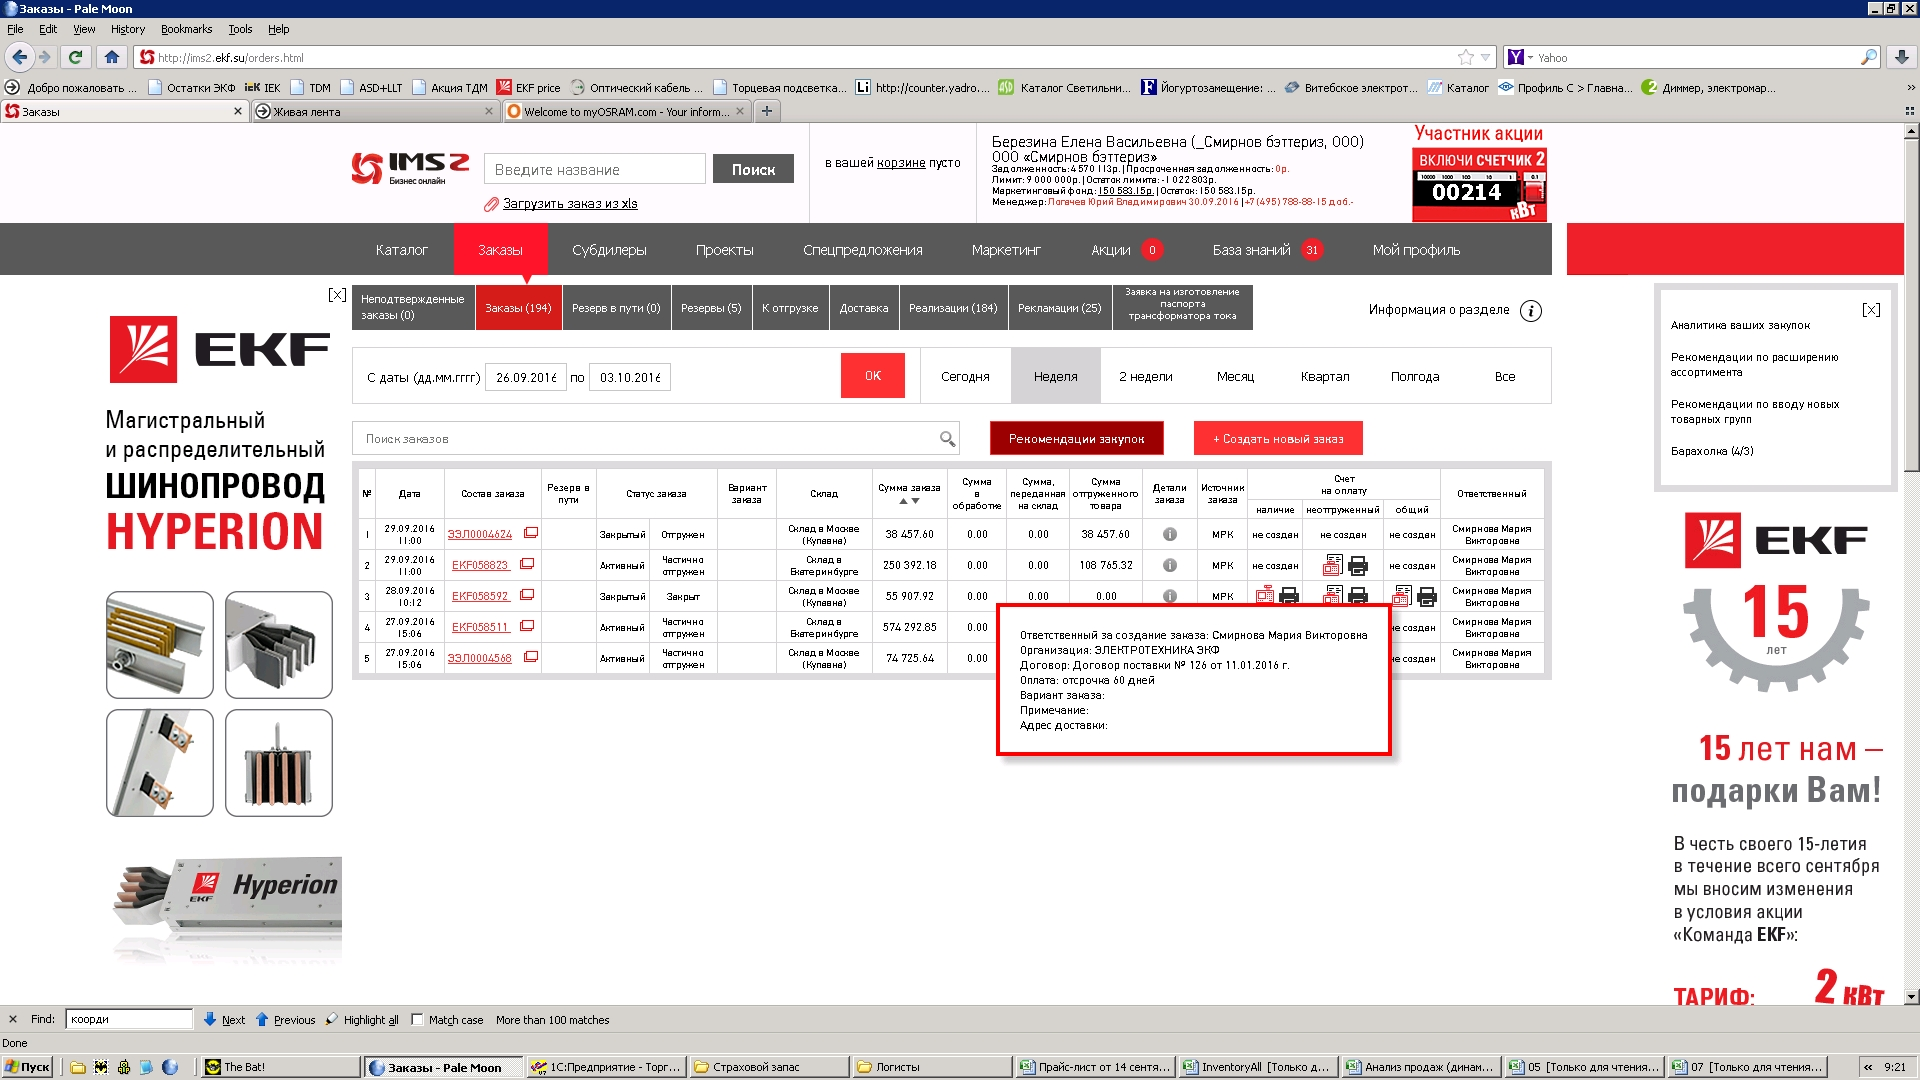 Заказы - Pale Moon
File Edit View History Bookmarks Tools Help
http://ims2.ekf.su/orders.html
Yahoo
Добро пожаловать ...
Остатки ЭКФ
IEK IEK
TDM
ASD+LLT
Акция ТДМ
EKF price
Оптический кабель ...
Торцевая подсветка...
http://counter.yadro....
Каталог Светильни...
Йогуртозамещение: ...
Витебское электрот...
Каталог
Профиль С > Главна...
Диммер, электромар...
Заказы
Живая лента
Welcome to myOSRAM.com - Your inform...
IMS 2
Бизнес онлайн
Введите название
Поиск
Загрузить заказ из xls
в вашей корзине пусто
Березина Елена Васильевна (_Смирнов бэттериз, ООО)
ООО «Смирнов бэттериз»
Задолженность: 4 570 113р. | Просроченная задолженность: 0р.
Лимит: 9 000 000р. | Остаток лимита: -1 022 803р.
Маркетинговый фонд: 150 583.15р. | Остаток: 150 583.15р.
Менеджер: Логачев Юрий Владимирович 30.09.2016 | +7 (495) 788-88-15 доб.-
Участник акции
ВКЛЮЧИ СЧЕТЧИК 2
10000 1000 100 10 1 0.1
00214
кВт
Каталог
Заказы
Субдилеры
Проекты
Спецпредложения
Маркетинг
Акции 0
База знаний 31
Мой профиль
[X]
Неподтвержденные заказы (0)
Заказы (194)
Резерв в пути (0)
Резервы (5)
К отгрузке
Доставка
Реализации (184)
Рекламации (25)
Заявка на изготовление паспорта трансформатора тока
Информация о разделе
С даты (дд.мм.гггг) 26.09.2016 по 03.10.2016
OK
Сегодня
Неделя
2 недели
Месяц
Квартал
Полгода
Все
Поиск заказов
Рекомендации закупок
+ Создать новый заказ
№ Дата Состав заказа Резерв в пути Статус заказа Вариант заказа Склад Сумма заказа Сумма в обработке Сумма, переданная на склад Сумма отгруженного товара Детали заказа Источник заказа Счет на оплату Ответственный
наличие неотгруженный общий
1 29.09.2016 11:00 ЭЭЛ0004624 Закрытый Отгружен Склад в Москве (Купавна) 38 457.60 0.00 0.00 38 457.60 МРК не создан не создан не создан Смирнова Мария Викторовна
2 29.09.2016 11:00 EKF058823 Активный Частично отгружен Склад в Екатеринбурге 250 392.18 0.00 0.00 108 765.32 МРК не создан Смирнова Мария Викторовна
3 28.09.2016 10:12 EKF058592 Закрытый Закрыт Склад в Москве (Купавна) 55 907.92 0.00 0.00 0.00 МРК Смирнова Мария Викторовна
4 27.09.2016 15:06 EKF058511 Активный Частично отгружен Склад в Екатеринбурге 574 292.85 0.00 не создан Смирнова Мария Викторовна
5 27.09.2016 15:06 ЭЭЛ0004568 Активный Частично отгружен Склад в Москве (Купавна) 74 725.64 0.00 не создан Смирнова Мария Викторовна
Ответственный за создание заказа: Смирнова Мария Викторовна
Организация: ЭЛЕКТРОТЕХНИКА ЭКФ
Договор: Договор поставки № 126 от 11.01.2016 г.
Оплата: отсрочка 60 дней
Вариант заказа:
Примечание:
Адрес доставки:
EKF
Магистральный
и распределительный
ШИНОПРОВОД
HYPERION
EKF Hyperion
[X]
Аналитика ваших закупок
Рекомендации по расширению ассортимента
Рекомендации по вводу новых товарных групп
Барахолка (4/3)
EKF
15
лет
15 лет нам –
подарки Вам!
В честь своего 15-летия
в течение всего сентября
мы вносим изменения
в условия акции
«Команда EKF»:
ТАРИФ: 2 кВт
Find: коорди Next Previous Highlight all Match case More than 100 matches
Done
Пуск
The Bat!
Заказы - Pale Moon
1С:Предприятие - Торг...
Страховой запас
Логисты
Прайс-лист от 14 сентя...
InventoryAll [Только д...
Анализ продаж (динам...
05 [Только для чтения...
07 [Только для чтения...
9:21